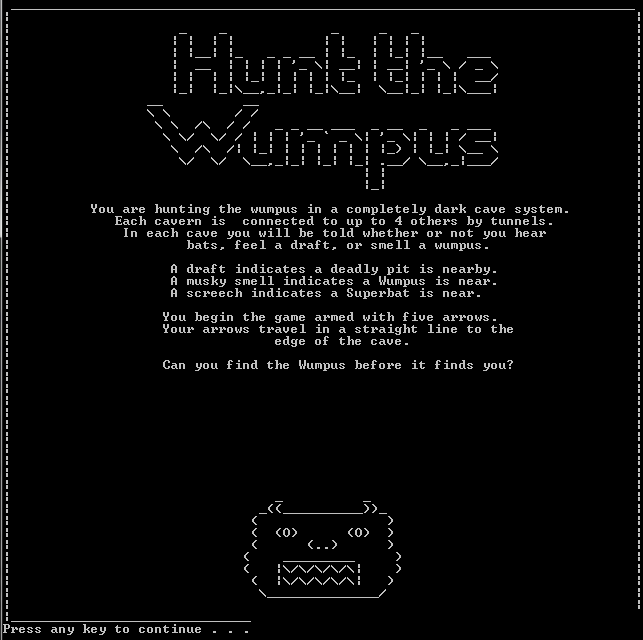 Hunt the
Wumpus
You are hunting the wumpus in a completely dark cave system.
Each cavern is  connected to up to 4 others by tunnels.
In each cave you will be told whether or not you hear
bats, feel a draft, or smell a wumpus.
A draft indicates a deadly pit is nearby.
A musky smell indicates a Wumpus is near.
A screech indicates a Superbat is near.
You begin the game armed with five arrows.
Your arrows travel in a straight line to the
edge of the cave.
Can you find the Wumpus before it finds you?
Press any key to continue . . .